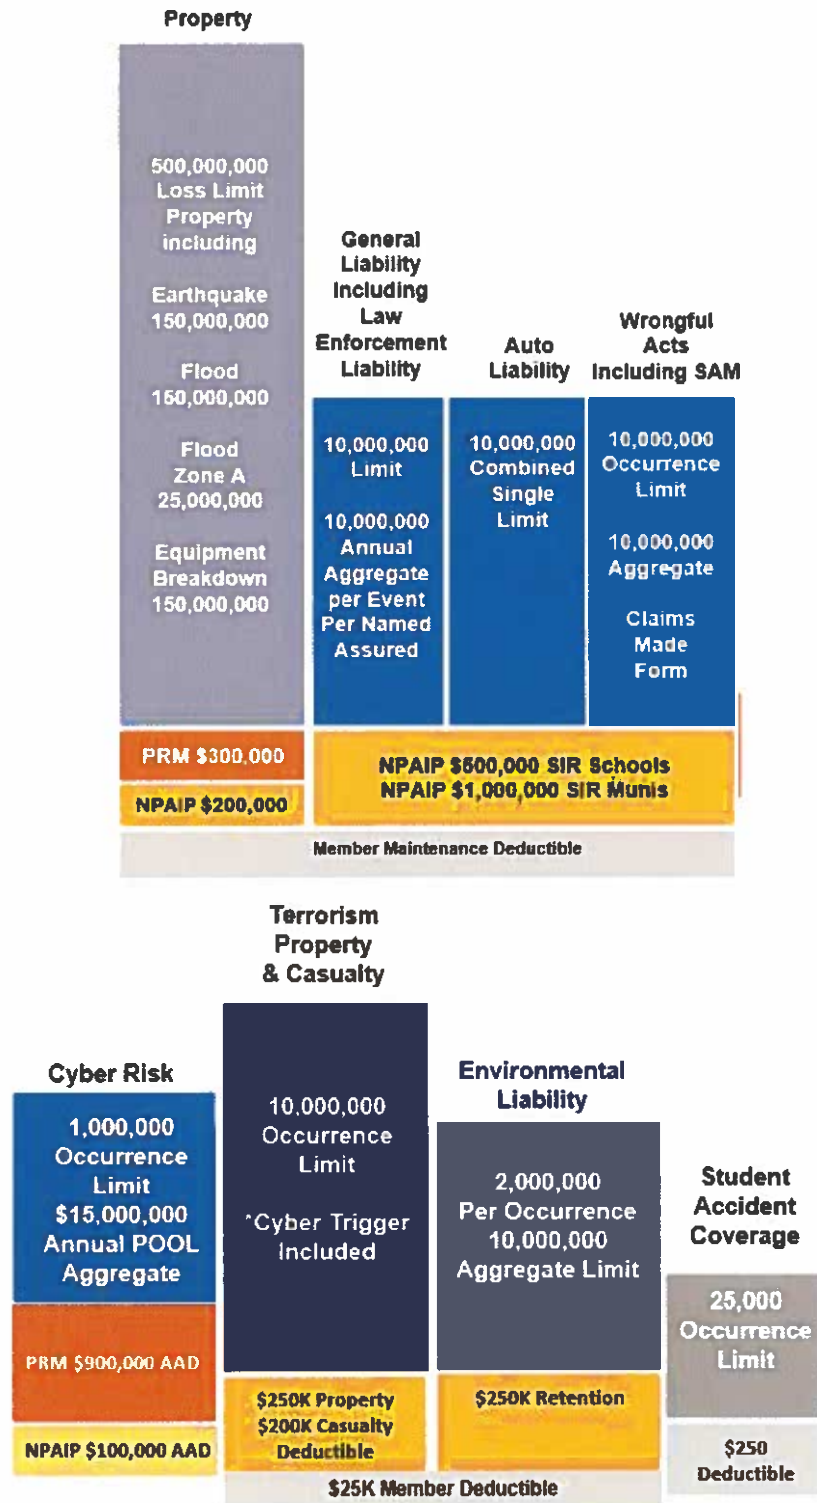 Property
500,000,000
Loss Limit
Property
including
Earthquake
150,000,000
Flood
150,000,000
Flood
Zone A
25,000,000
Equipment
Breakdown
150,000,000
General
Liability
Including
Law
Enforcement
Liability
10,000,000
Limit
10,000,000
Annual
Aggregate
per Event
Per Named
Assured
Auto
Liability
10,000,000
Combined
Single
Limit
Wrongful
Acts
Including SAM
10,000,000
Occurrence
Limit
10,000,000
Aggregate
Claims
Made
Form
PRM $300,000
NPAIP $200,000
NPAIP $500,000 SIR Schools
NPAIP $1,000,000 SIR Munis
Member Maintenance Deductible
Cyber Risk
1,000,000
Occurrence
Limit
$15,000,000
Annual POOL
Aggregate
PRM $900,000 AAD
NPAIP $100,000 AAD
Terrorism
Property
& Casualty
10,000,000
Occurrence
Limit
*Cyber Trigger
Included
$250K Property
$200K Casualty
Deductible
Environmental
Liability
2,000,000
Per Occurrence
10,000,000
Aggregate Limit
$250K Retention
$25K Member Deductible
Student
Accident
Coverage
25,000
Occurrence
Limit
$250
Deductible